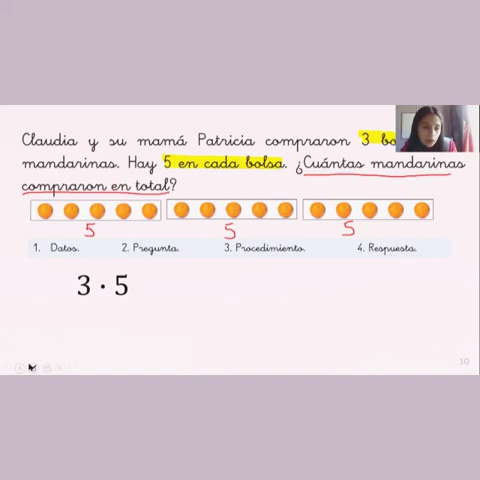 Claudia y su mamá Patricia compraron 3
mandarinas. Hay 5 en cada bolsa. ¿Cuántas mandarinas
compraron en total?
5 5 5
1. Datos. 2. Pregunta. 3. Procedimiento. 4. Respuesta.
3 · 5
10